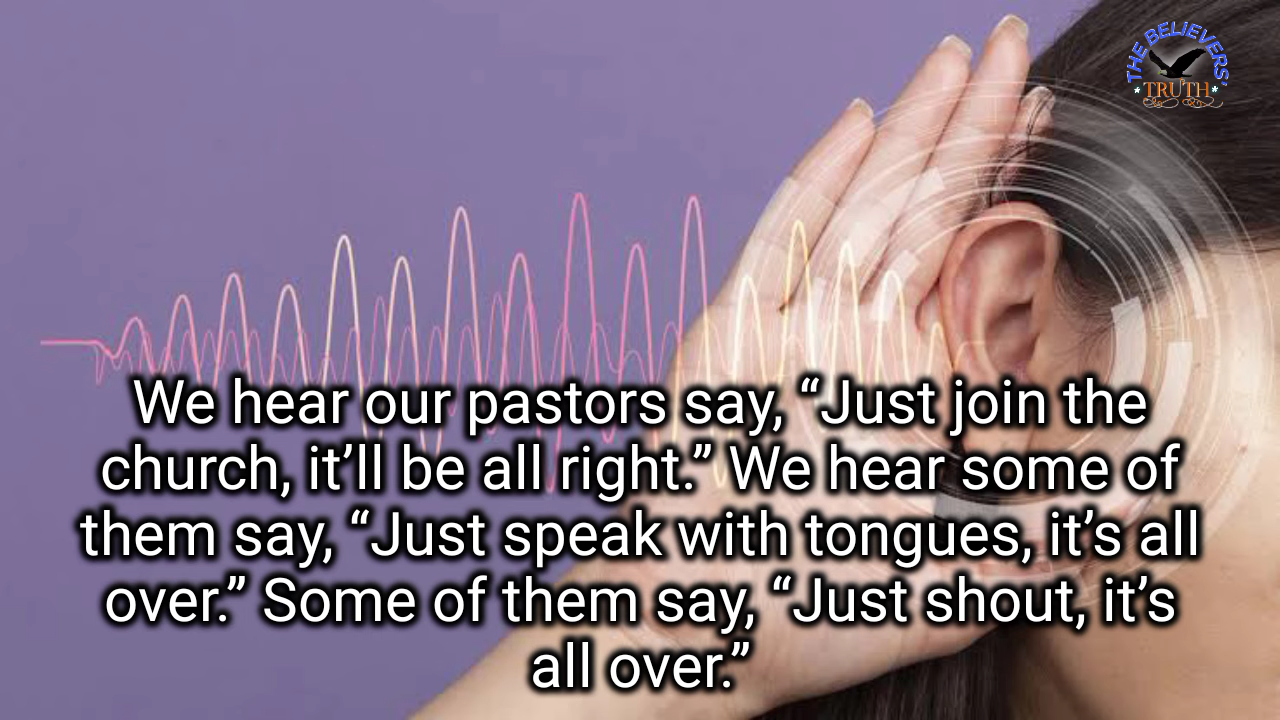 THE BELIEVERS'
*TRUTH*
We hear our pastors say, “Just join the
church, it’ll be all right.” We hear some of
them say, “Just speak with tongues, it’s all
over.” Some of them say, “Just shout, it’s
all over.”